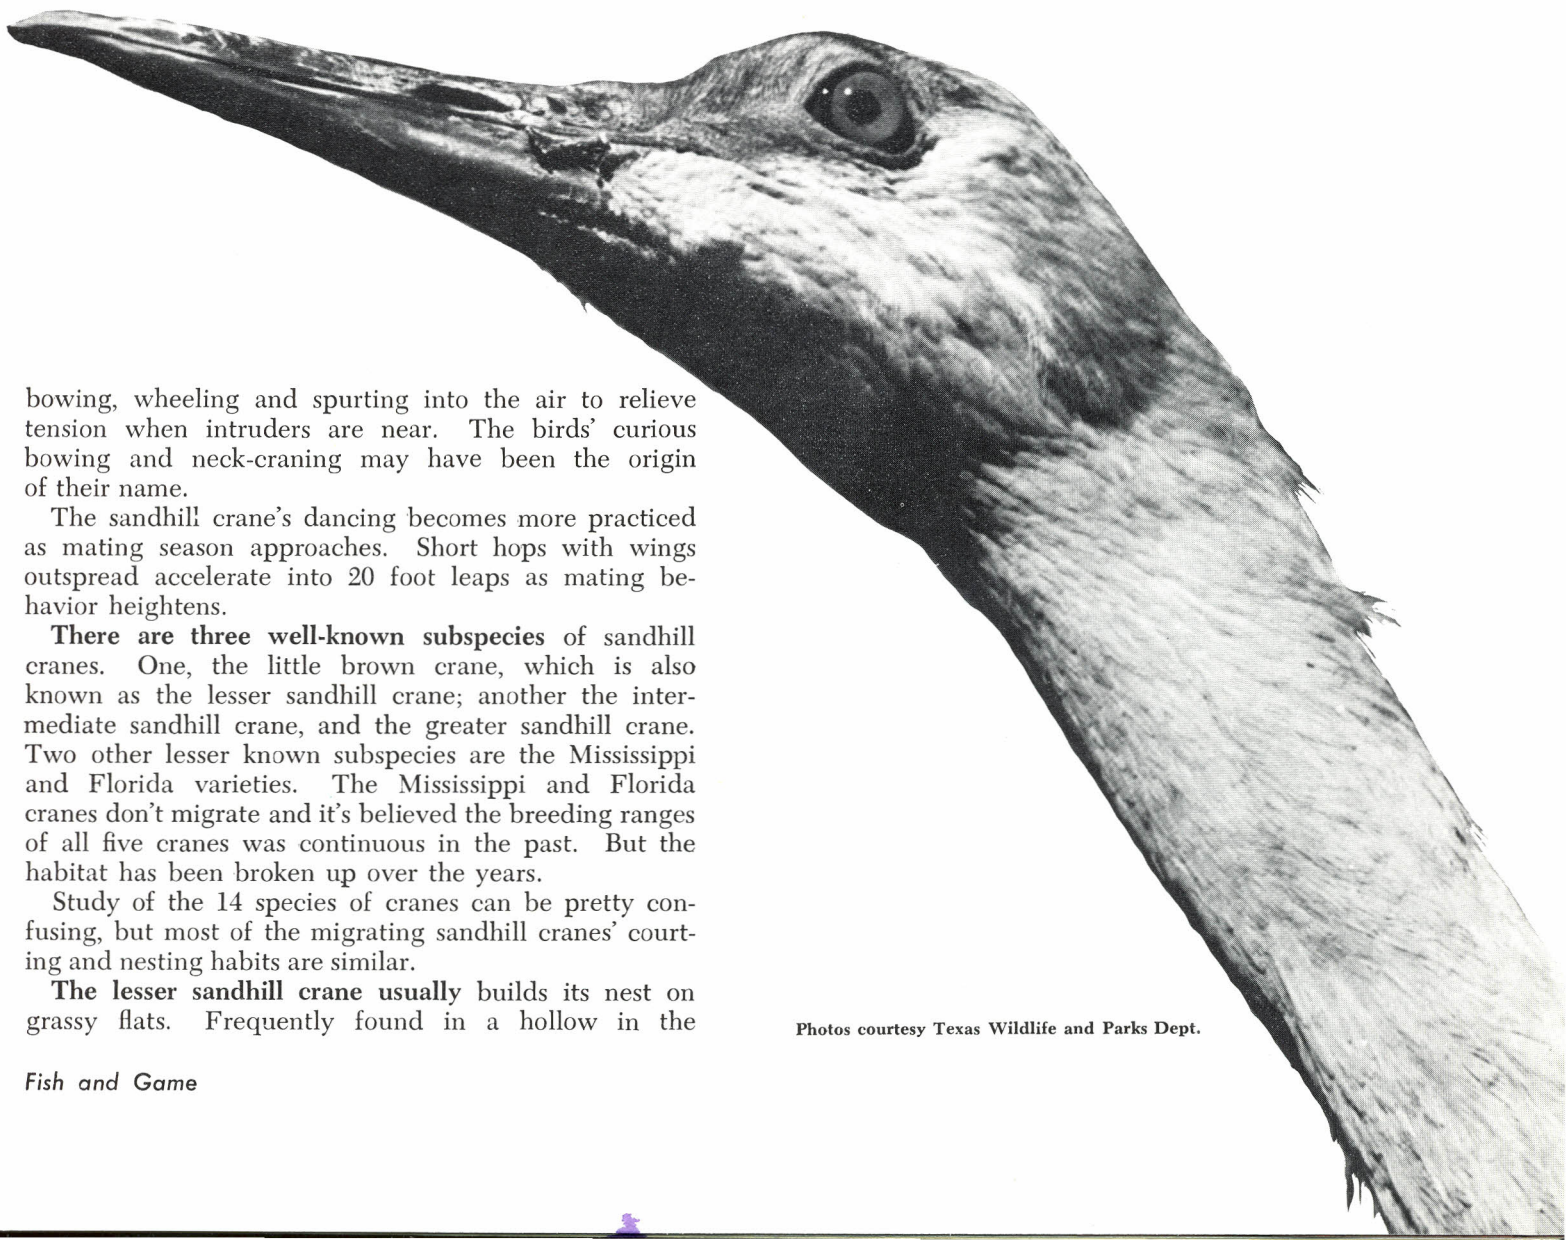 bowing, wheeling and spurting into the air to relieve
tension when intruders are near. The birds' curious
bowing and neck-craning may have been the origin
of their name.
The sandhill crane's dancing becomes more practiced
as mating season approaches. Short hops with wings
outspread accelerate into 20 foot leaps as mating be-
havior heightens.
There are three well-known subspecies of sandhill
cranes. One, the little brown crane, which is also
known as the lesser sandhill crane; another the inter-
mediate sandhill crane, and the greater sandhill crane.
Two other lesser known subspecies are the Mississippi
and Florida varieties. The Mississippi and Florida
cranes don't migrate and it's believed the breeding ranges
of all five cranes was continuous in the past. But the
habitat has been broken up over the years.
Study of the 14 species of cranes can be pretty con-
fusing, but most of the migrating sandhill cranes' court-
ing and nesting habits are similar.
The lesser sandhill crane usually builds its nest on
grassy flats. Frequently found in a hollow in the
Photos courtesy Texas Wildlife and Parks Dept.
Fish and Game